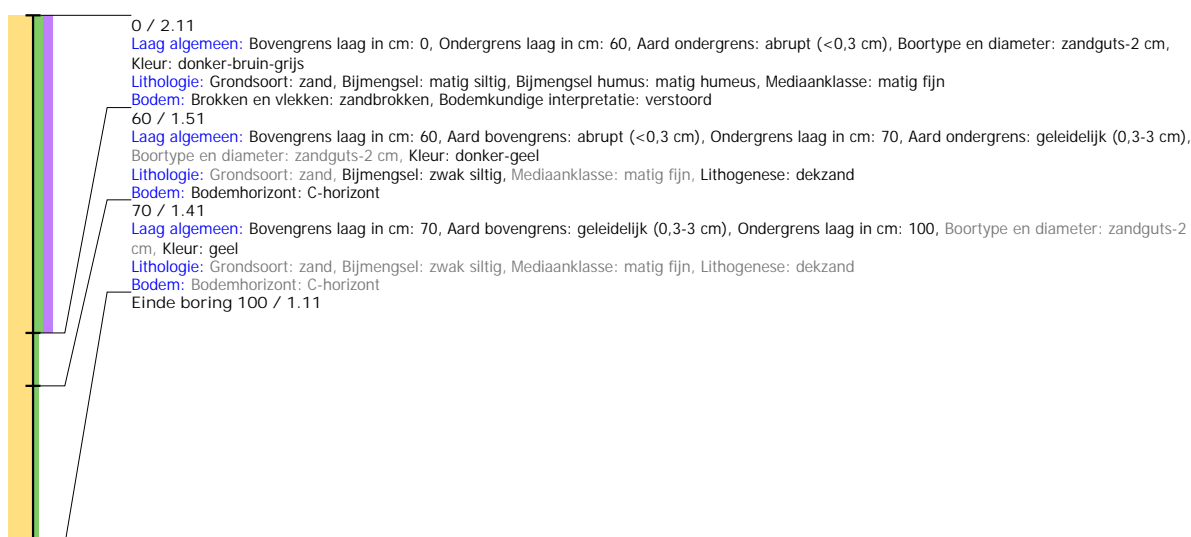 0 / 2.11
Laag algemeen: Bovengrens laag in cm: 0, Ondergrens laag in cm: 60, Aard ondergrens: abrupt (<0,3 cm), Boortype en diameter: zandguts-2 cm,
Kleur: donker-bruin-grijs
Lithologie: Grondsoort: zand, Bijmengsel: matig siltig, Bijmengsel humus: matig humeus, Mediaanklasse: matig fijn
Bodem: Brokken en vlekken: zandbrokken, Bodemkundige interpretatie: verstoord
60 / 1.51
Laag algemeen: Bovengrens laag in cm: 60, Aard bovengrens: abrupt (<0,3 cm), Ondergrens laag in cm: 70, Aard ondergrens: geleidelijk (0,3-3 cm),
Boortype en diameter: zandguts-2 cm, Kleur: donker-geel
Lithologie: Grondsoort: zand, Bijmengsel: zwak siltig, Mediaanklasse: matig fijn, Lithogenese: dekzand
Bodem: Bodemhorizont: C-horizont
70 / 1.41
Laag algemeen: Bovengrens laag in cm: 70, Aard bovengrens: geleidelijk (0,3-3 cm), Ondergrens laag in cm: 100, Boortype en diameter: zandguts-2
cm, Kleur: geel
Lithologie: Grondsoort: zand, Bijmengsel: zwak siltig, Mediaanklasse: matig fijn, Lithogenese: dekzand
Bodem: Bodemhorizont: C-horizont
Einde boring 100 / 1.11